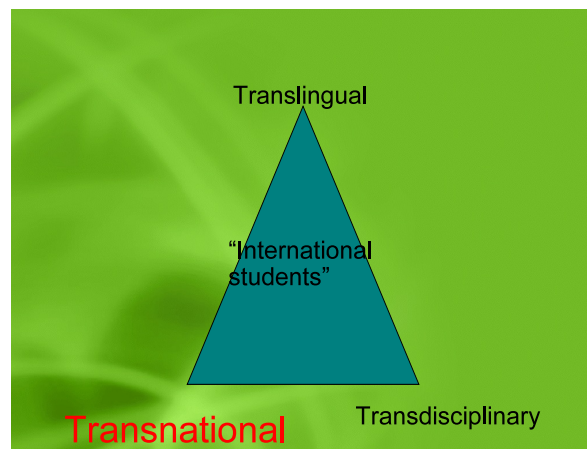 Translingual
“International
students”
Transdisciplinary
Transnational